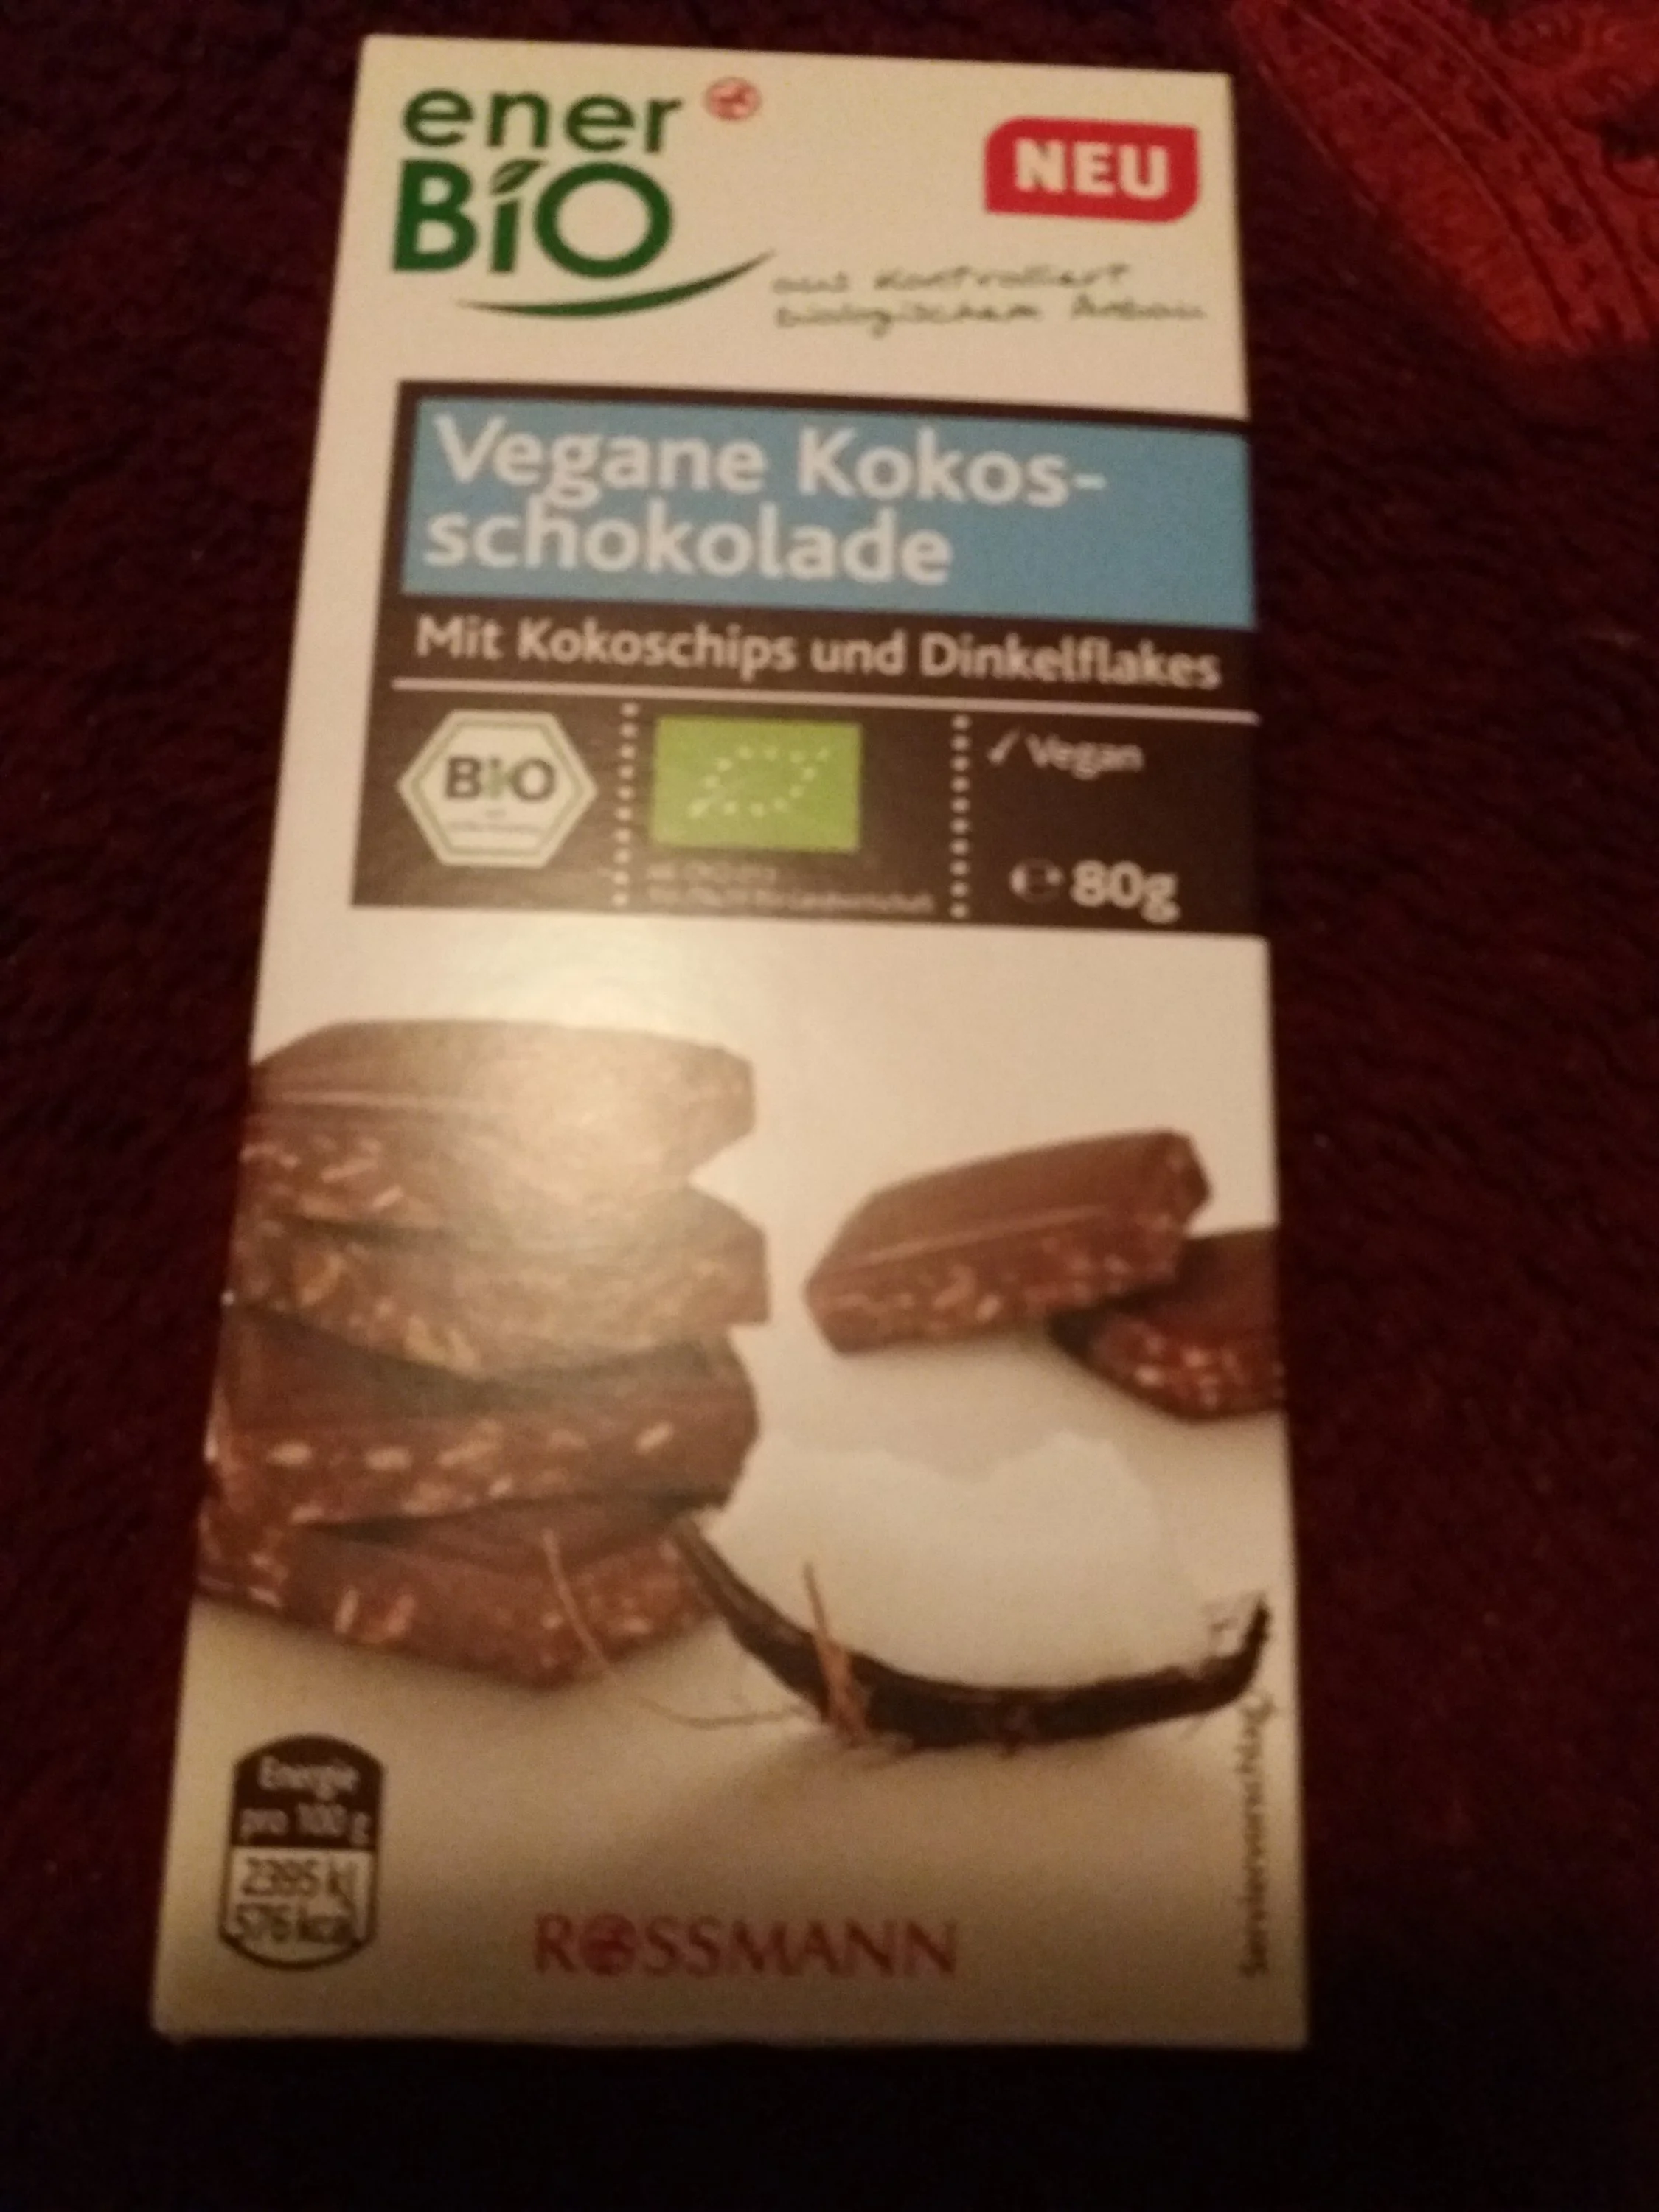 ener
BiO
NEU
aus kontrolliert
biologischem Anbau
Vegane Kokos-
schokolade
Mit Kokoschips und Dinkelflakes
BiO
✓ Vegan
℮ 80g
Energie
pro 100 g
2395 kJ
576 kcal
ROSSMANN
Serviervorschlag